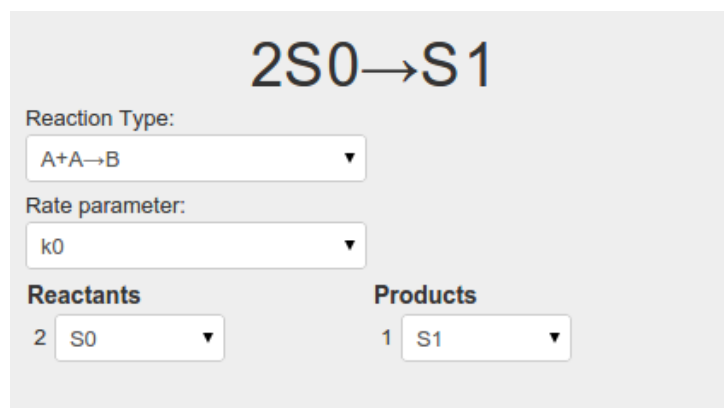 2S0→S1
Reaction Type:
A+A→B
Rate parameter:
k0
Reactants Products
2 S0 1 S1